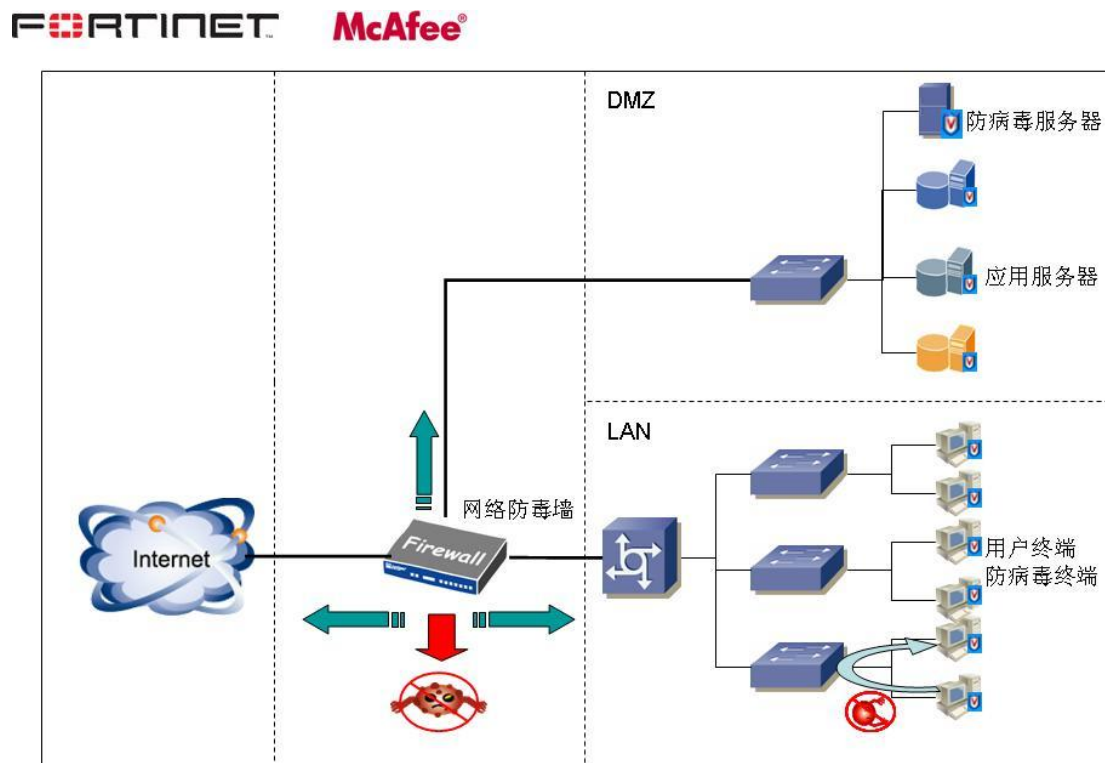 FORTINET™
McAfee®
DMZ
防病毒服务器
应用服务器
LAN
网络防毒墙
Internet
Firewall
用户终端
防病毒终端